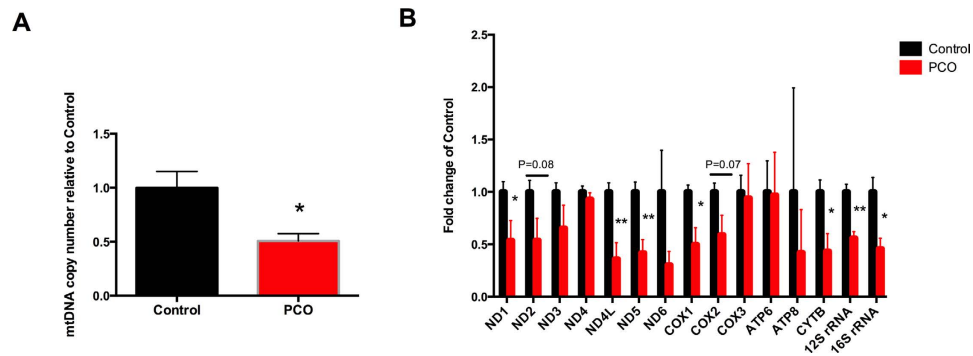 A
mtDNA copy number relative to Control
1.5
1.0
0.5
0.0
*
Control
PCO
B
Fold change of Control
2.5
2.0
1.5
1.0
0.5
0.0
Control
PCO
P=0.08
P=0.07
*
**
**
*
*
**
*
ND1
ND2
ND3
ND4
ND4L
ND5
ND6
COX1
COX2
COX3
ATP6
ATP8
CYTB
12S rRNA
16S rRNA